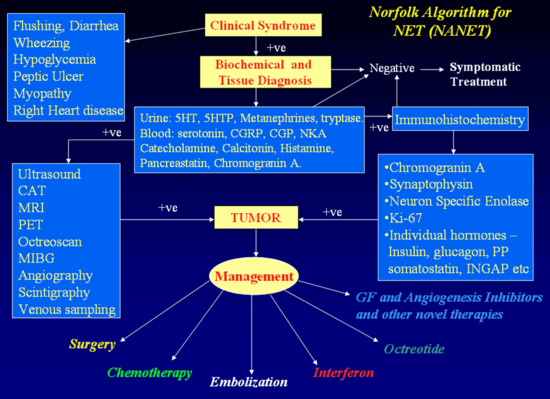 Norfolk Algorithm for
NET (NANET)
Clinical Syndrome
Flushing, Diarrhea
Wheezing
Hypoglycemia
Peptic Ulcer
Myopathy
Right Heart disease
+ve
Biochemical and
Tissue Diagnosis
Negative
Symptomatic
Treatment
Urine: 5HT, 5HTP, Metanephrines, tryptase.
Blood: serotonin, CGRP, CGP, NKA
Catecholamine, Calcitonin, Histamine,
Pancreastatin, Chromogranin A.
+ve
+ve
Immunohistochemistry
Ultrasound
CAT
MRI
PET
Octreoscan
MIBG
Angiography
Scintigraphy
Venous sampling
+ve
TUMOR
+ve
•Chromogranin A
•Synaptophysin
•Neuron Specific Enolase
•Ki-67
•Individual hormones –
Insulin, glucagon, PP
somatostatin, INGAP etc
Management
GF and Angiogenesis Inhibitors
and other novel therapies
Surgery
Chemotherapy
Embolization
Interferon
Octreotide